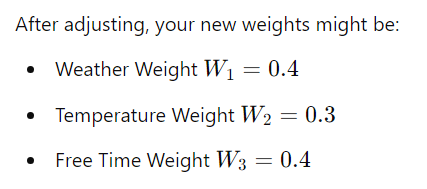 After adjusting, your new weights might be:
• Weather Weight W₁ = 0.4
• Temperature Weight W₂ = 0.3
• Free Time Weight W₃ = 0.4